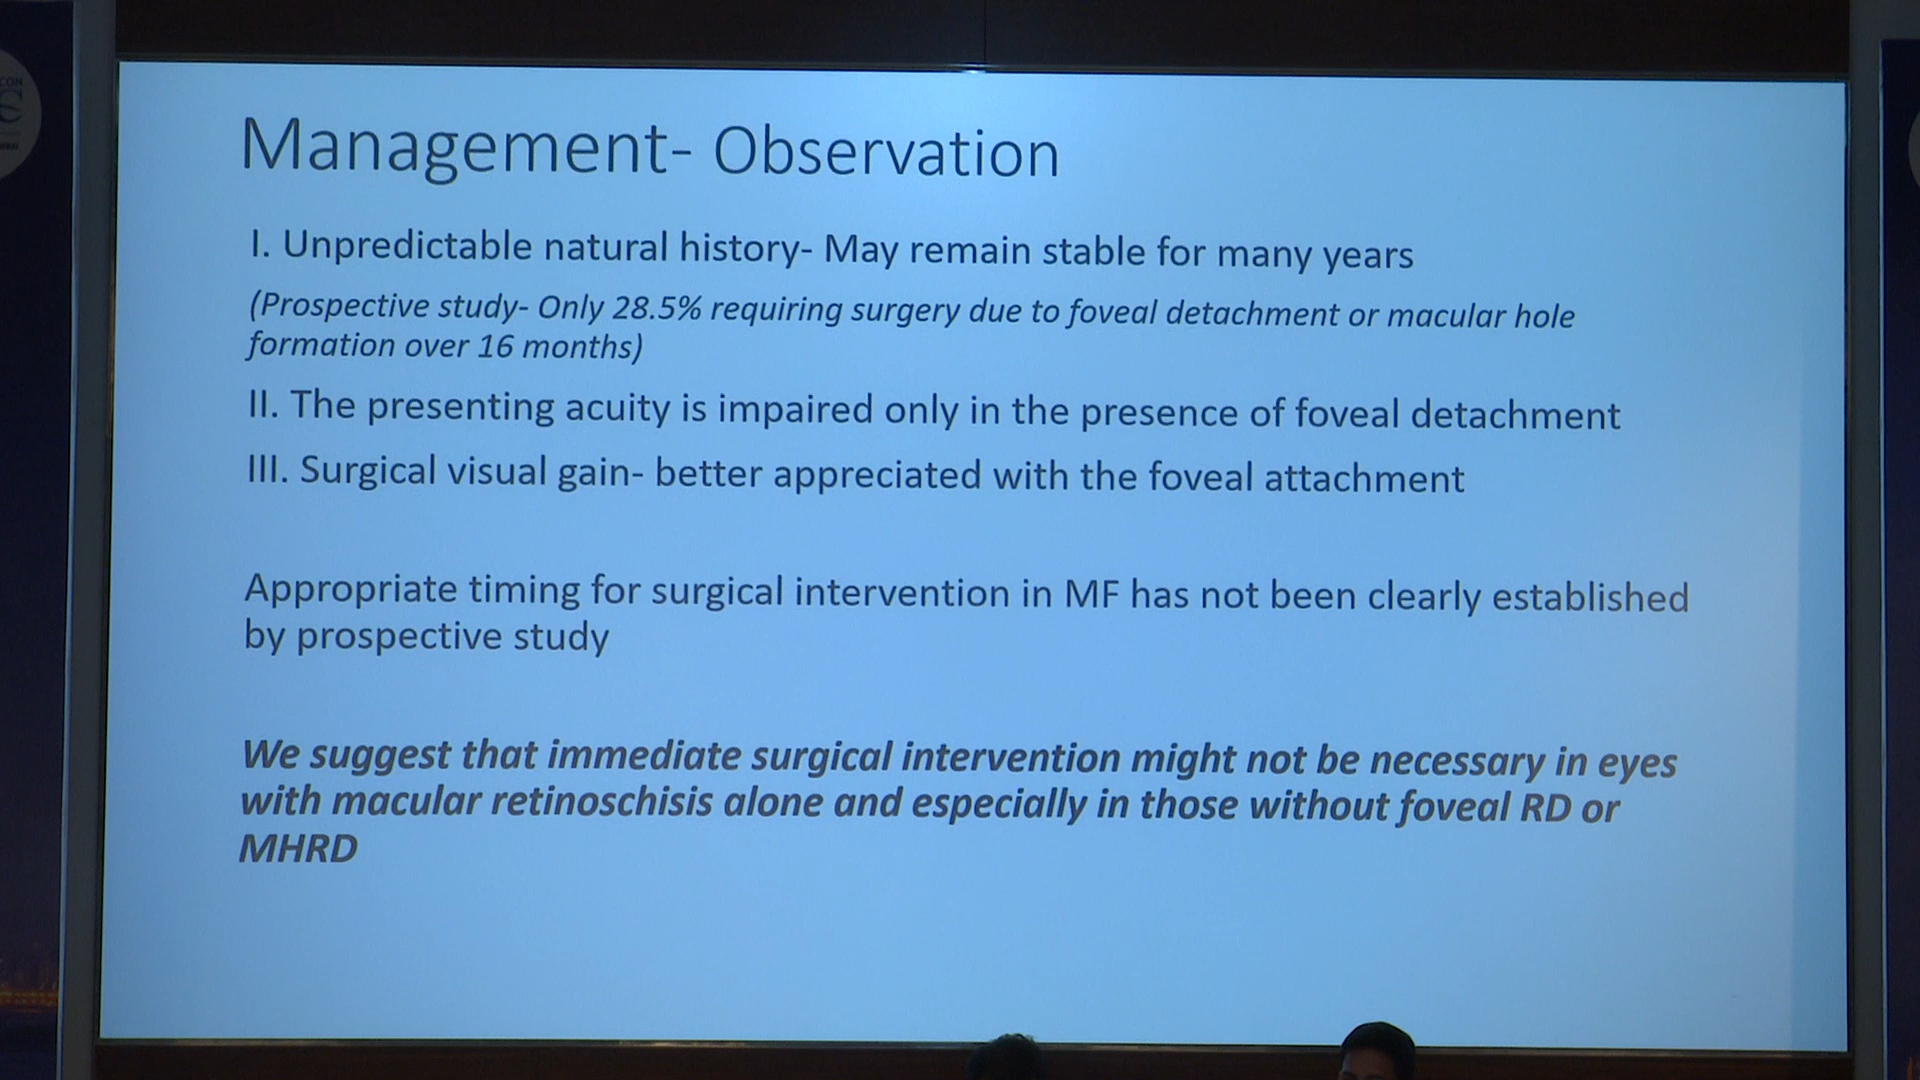 Management- Observation
I. Unpredictable natural history- May remain stable for many years
(Prospective study- Only 28.5% requiring surgery due to foveal detachment or macular hole
formation over 16 months)
II. The presenting acuity is impaired only in the presence of foveal detachment
III. Surgical visual gain- better appreciated with the foveal attachment
Appropriate timing for surgical intervention in MF has not been clearly established
by prospective study
We suggest that immediate surgical intervention might not be necessary in eyes
with macular retinoschisis alone and especially in those without foveal RD or
MHRD